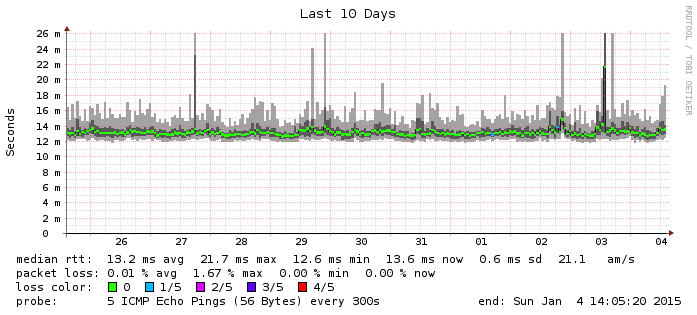 Last 10 Days
RRDTOOL / TOBI OETIKER
Seconds
26 m
24 m
22 m
20 m
18 m
16 m
14 m
12 m
10 m
8 m
6 m
4 m
2 m
0
26 27 28 29 30 31 01 02 03 04
median rtt: 13.2 ms avg 21.7 ms max 12.6 ms min 13.6 ms now 0.6 ms sd 21.1 am/s
packet loss: 0.01 % avg 1.67 % max 0.00 % min 0.00 % now
loss color: 0 1/5 2/5 3/5 4/5
probe: 5 ICMP Echo Pings (56 Bytes) every 300s end: Sun Jan 4 14:05:20 2015